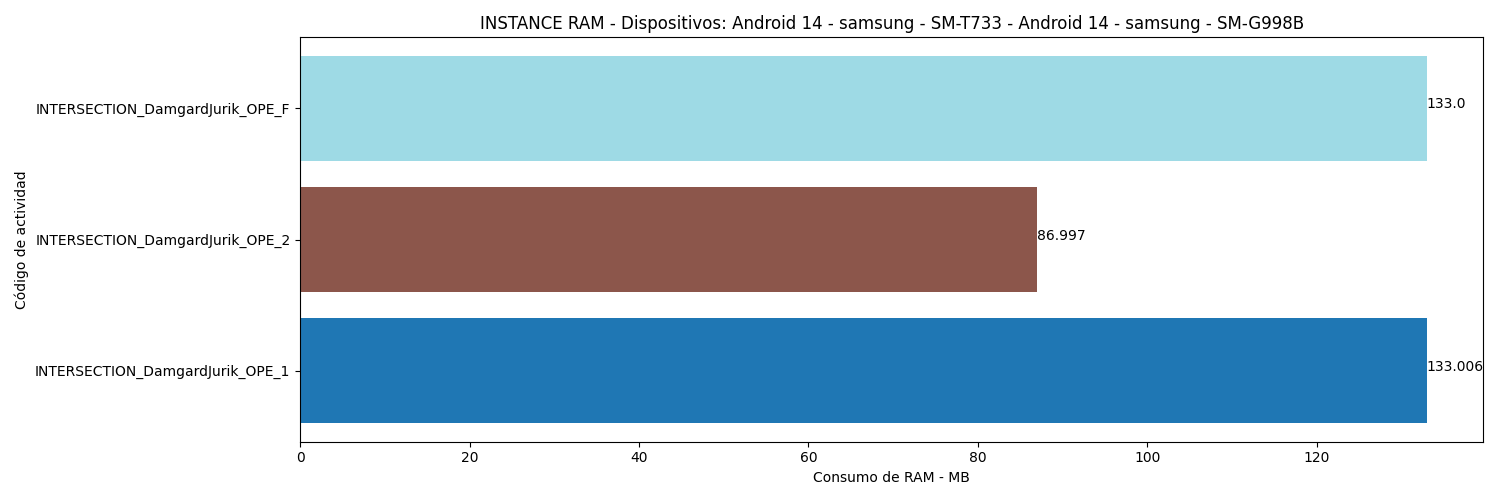 INSTANCE RAM - Dispositivos: Android 14 - samsung - SM-T733 - Android 14 - samsung - SM-G998B
Código de actividad
INTERSECTION_DamgardJurik_OPE_F
133.0
INTERSECTION_DamgardJurik_OPE_2
86.997
INTERSECTION_DamgardJurik_OPE_1
133.006
0 20 40 60 80 100 120
Consumo de RAM - MB